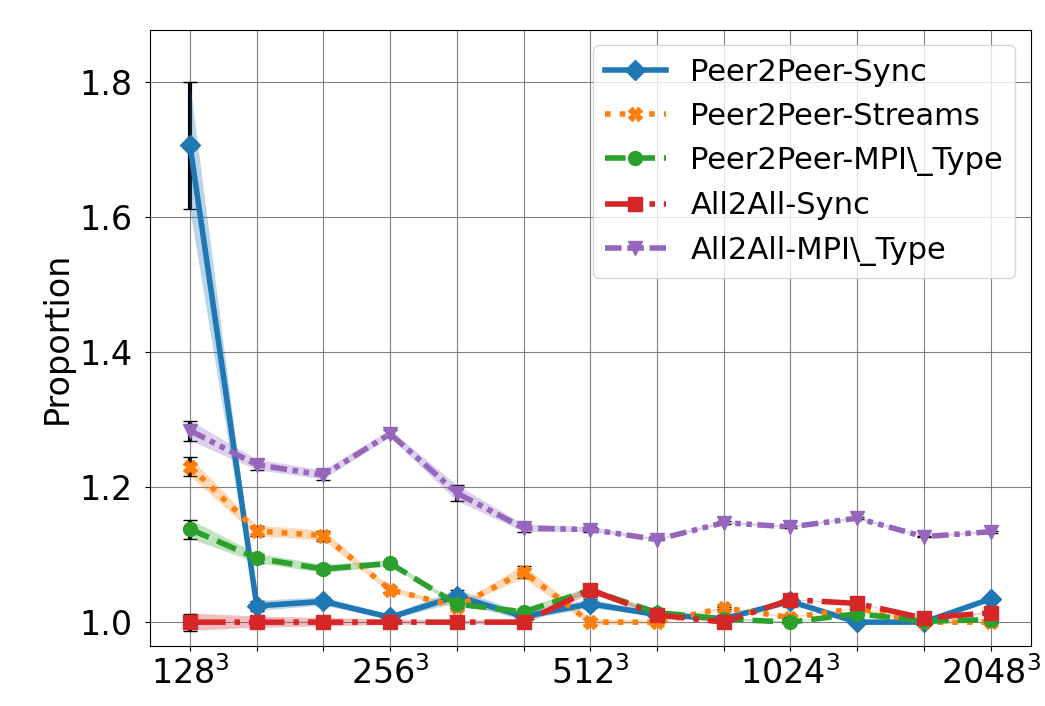 Proportion
1.8
1.6
1.4
1.2
1.0
128³
256³
512³
1024³
2048³
Peer2Peer-Sync
Peer2Peer-Streams
Peer2Peer-MPI\_Type
All2All-Sync
All2All-MPI\_Type